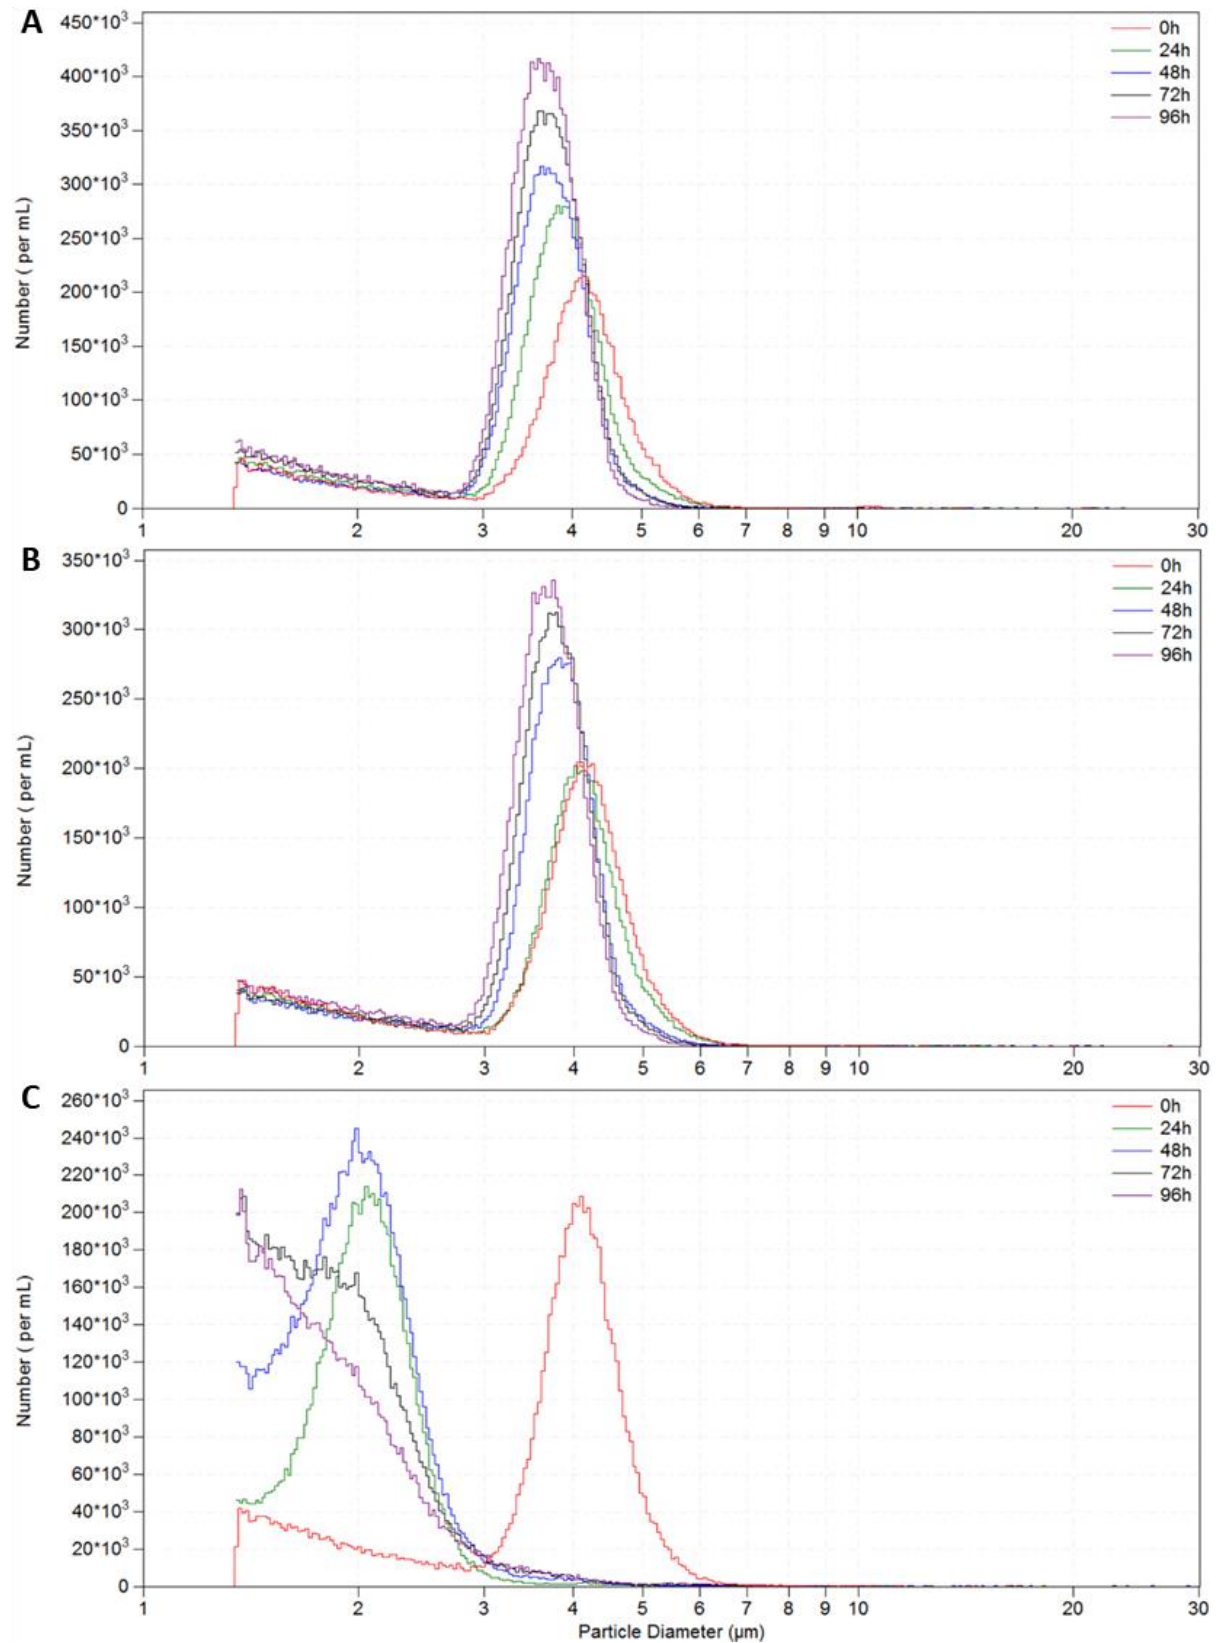 A
450*10³
400*10³
350*10³
300*10³
250*10³
200*10³
150*10³
100*10³
50*10³
0
Number ( per mL)
0h
24h
48h
72h
96h
1 2 3 4 5 6 7 8 9 10 20 30
B
350*10³
300*10³
250*10³
200*10³
150*10³
100*10³
50*10³
0
Number ( per mL)
0h
24h
48h
72h
96h
1 2 3 4 5 6 7 8 9 10 20 30
C
260*10³
240*10³
220*10³
200*10³
180*10³
160*10³
140*10³
120*10³
100*10³
80*10³
60*10³
40*10³
20*10³
0
Number ( per mL)
0h
24h
48h
72h
96h
1 2 3 4 5 6 7 8 9 10 20 30
Particle Diameter (µm)